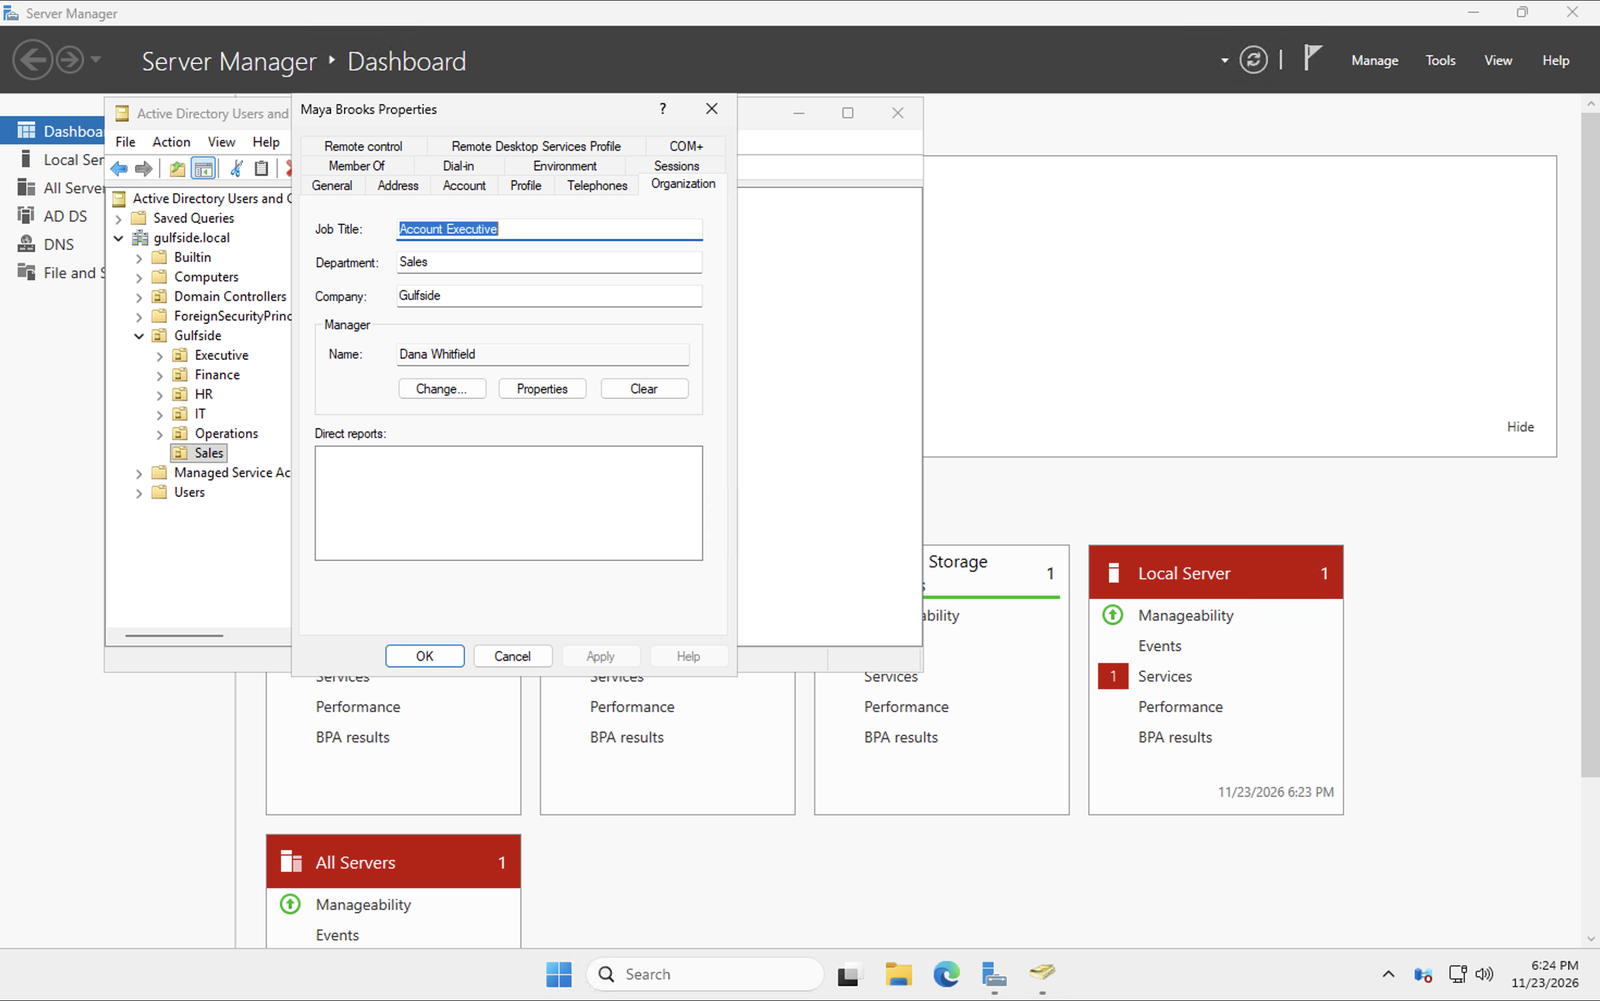 Server Manager
Server Manager ‣ Dashboard
Manage
Tools
View
Help
Dashboa
Local Ser
All Serve
AD DS
DNS
File and S
Active Directory Users and
File
Action
View
Help
Active Directory Users and C
Saved Queries
gulfside.local
Builtin
Computers
Domain Controllers
ForeignSecurityPrinc
Gulfside
Executive
Finance
HR
IT
Operations
Sales
Managed Service Ac
Users
Maya Brooks Properties
?
Remote control
Remote Desktop Services Profile
COM+
Member Of
Dial-in
Environment
Sessions
General
Address
Account
Profile
Telephones
Organization
Job Title:
Account Executive
Department:
Sales
Company:
Gulfside
Manager
Name:
Dana Whitfield
Change...
Properties
Clear
Direct reports:
OK
Cancel
Apply
Help
Hide
Services
Performance
BPA results
Services
Performance
BPA results
Storage
1
ability
Services
Performance
BPA results
Local Server
1
Manageability
Events
1
Services
Performance
BPA results
11/23/2026 6:23 PM
All Servers
1
Manageability
Events
Search
6:24 PM
11/23/2026